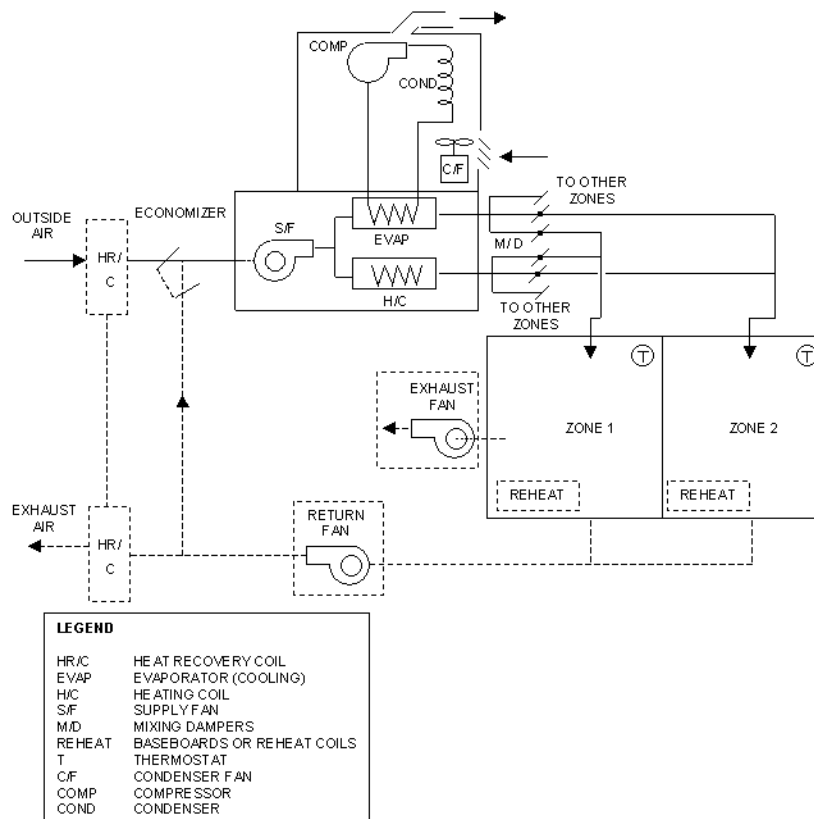 COMP
COND
C/F
TO OTHER
ZONES
OUTSIDE
AIR
ECONOMIZER
S/F
EVAP
M/D
HR/
C
H/C
TO OTHER
ZONES
T
T
EXHAUST
FAN
ZONE 1
ZONE 2
REHEAT
REHEAT
EXHAUST
AIR
HR/
C
RETURN
FAN
LEGEND
HR/C HEAT RECOVERY COIL
EVAP EVAPORATOR (COOLING)
H/C HEATING COIL
S/F SUPPLY FAN
M/D MIXING DAMPERS
REHEAT BASEBOARDS OR REHEAT COILS
T THERMOSTAT
C/F CONDENSER FAN
COMP COMPRESSOR
COND CONDENSER